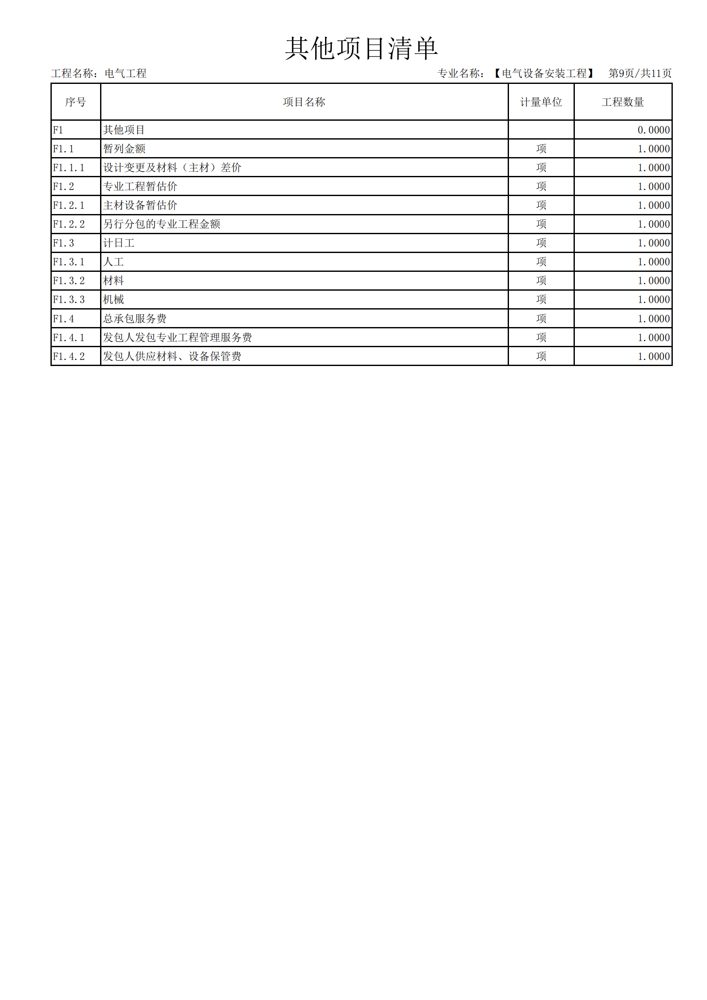 其他项目清单
工程名称：电气工程 专业名称：【电气设备安装工程】 第9页/共11页
序号 项目名称 计量单位 工程数量
F1 其他项目 0.0000
F1.1 暂列金额 项 1.0000
F1.1.1 设计变更及材料（主材）差价 项 1.0000
F1.2 专业工程暂估价 项 1.0000
F1.2.1 主材设备暂估价 项 1.0000
F1.2.2 另行分包的专业工程金额 项 1.0000
F1.3 计日工 项 1.0000
F1.3.1 人工 项 1.0000
F1.3.2 材料 项 1.0000
F1.3.3 机械 项 1.0000
F1.4 总承包服务费 项 1.0000
F1.4.1 发包人发包专业工程管理服务费 项 1.0000
F1.4.2 发包人供应材料、设备保管费 项 1.0000